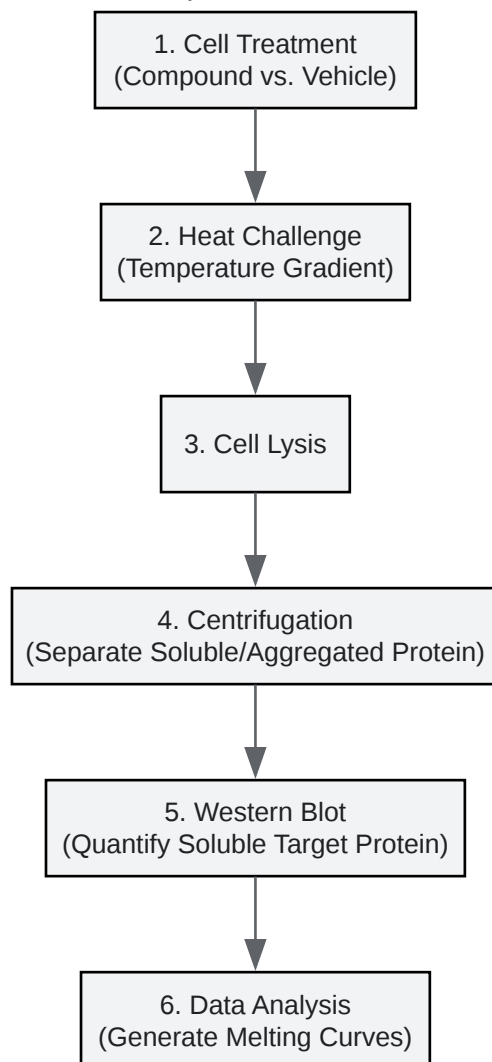 1. Cell Treatment
(Compound vs. Vehicle)
2. Heat Challenge
(Temperature Gradient)
3. Cell Lysis
4. Centrifugation
(Separate Soluble/Aggregated Protein)
5. Western Blot
(Quantify Soluble Target Protein)
6. Data Analysis
(Generate Melting Curves)